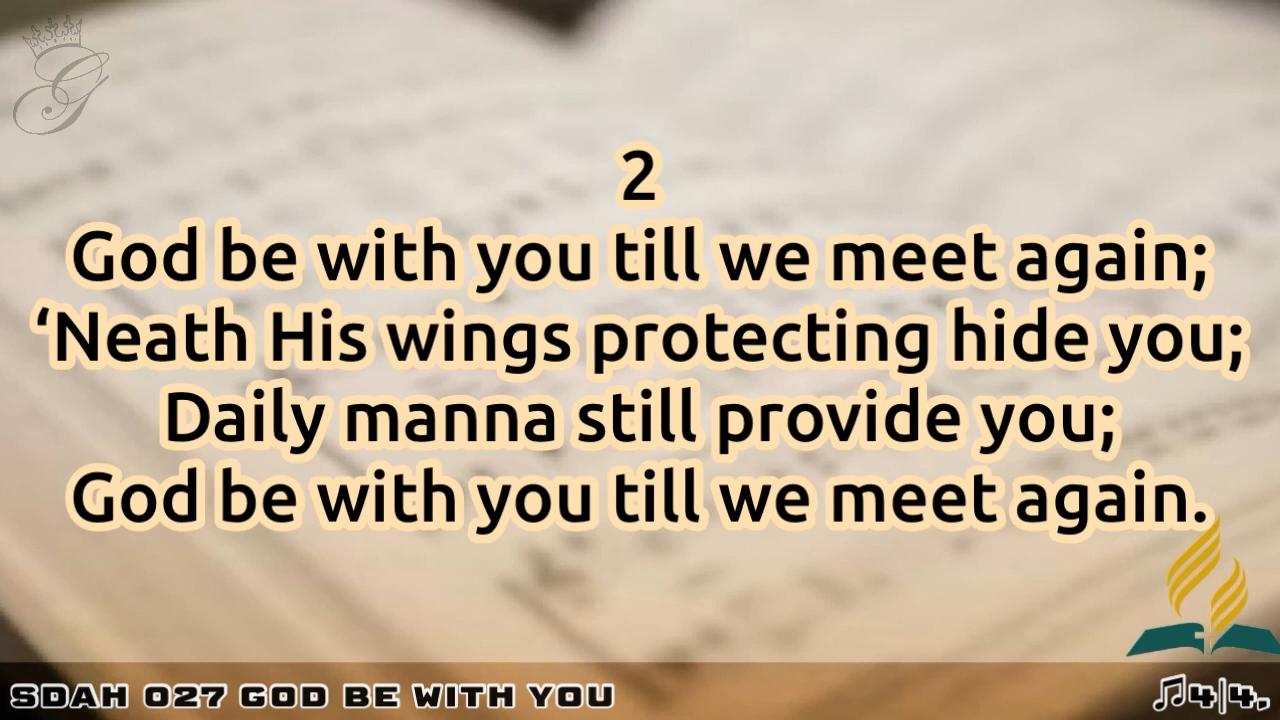 G
2
God be with you till we meet again;
‘Neath His wings protecting hide you;
Daily manna still provide you;
God be with you till we meet again.
SDAH 027 GOD BE WITH YOU
🎵4|4.